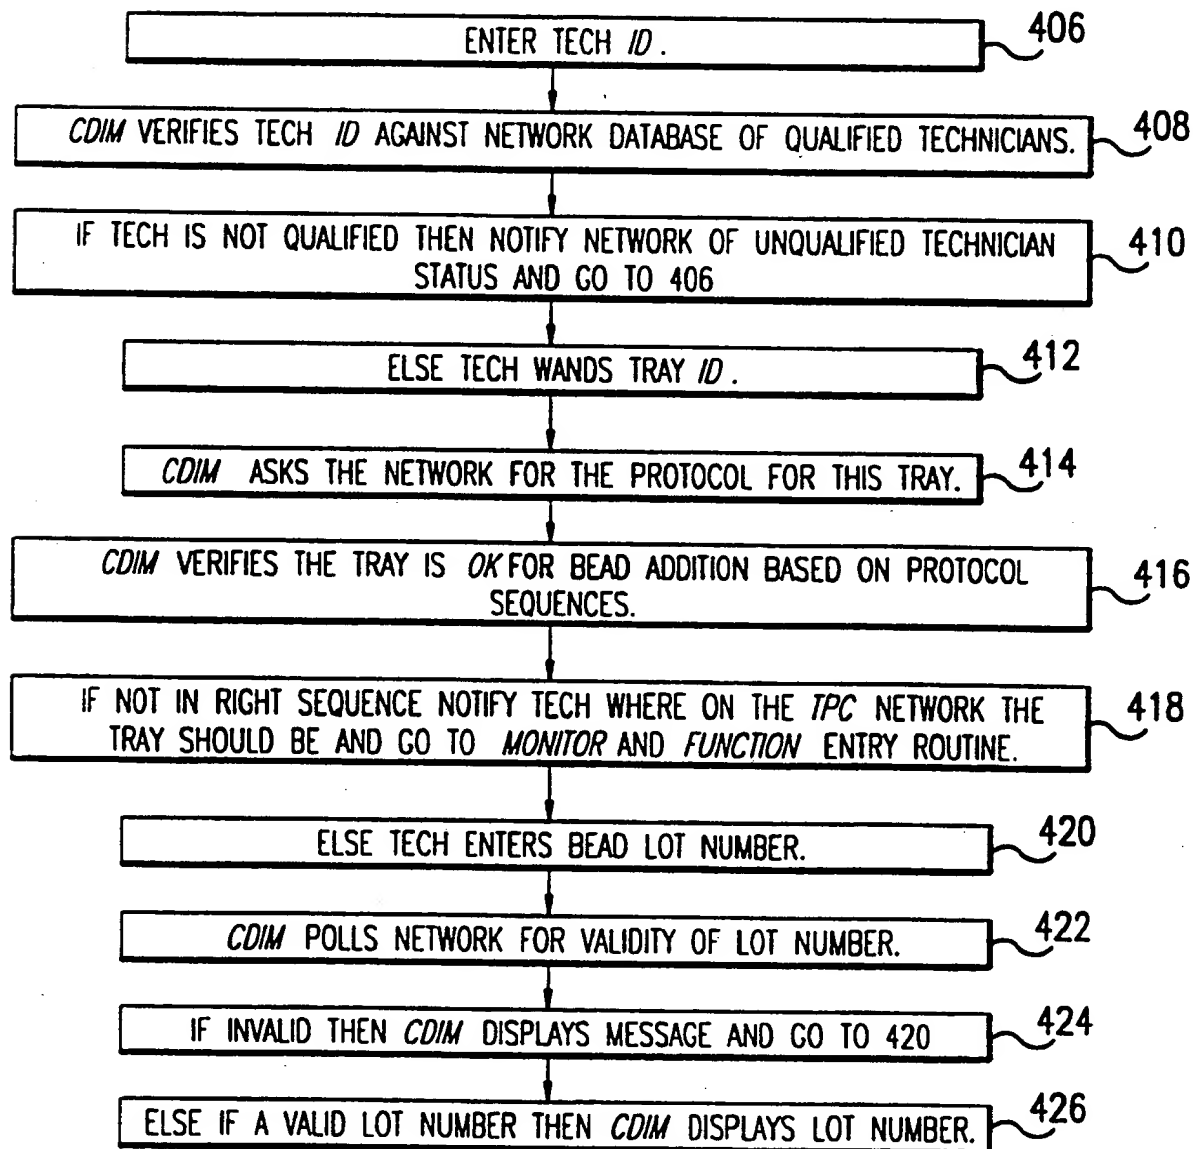 ENTER TECH ID. 406
CDIM VERIFIES TECH ID AGAINST NETWORK DATABASE OF QUALIFIED TECHNICIANS. 408
IF TECH IS NOT QUALIFIED THEN NOTIFY NETWORK OF UNQUALIFIED TECHNICIAN 410
STATUS AND GO TO 406
ELSE TECH WANDS TRAY ID. 412
CDIM ASKS THE NETWORK FOR THE PROTOCOL FOR THIS TRAY. 414
CDIM VERIFIES THE TRAY IS OK FOR BEAD ADDITION BASED ON PROTOCOL 416
SEQUENCES.
IF NOT IN RIGHT SEQUENCE NOTIFY TECH WHERE ON THE TPC NETWORK THE 418
TRAY SHOULD BE AND GO TO MONITOR AND FUNCTION ENTRY ROUTINE.
ELSE TECH ENTERS BEAD LOT NUMBER. 420
CDIM POLLS NETWORK FOR VALIDITY OF LOT NUMBER. 422
IF INVALID THEN CDIM DISPLAYS MESSAGE AND GO TO 420 424
ELSE IF A VALID LOT NUMBER THEN CDIM DISPLAYS LOT NUMBER. 426